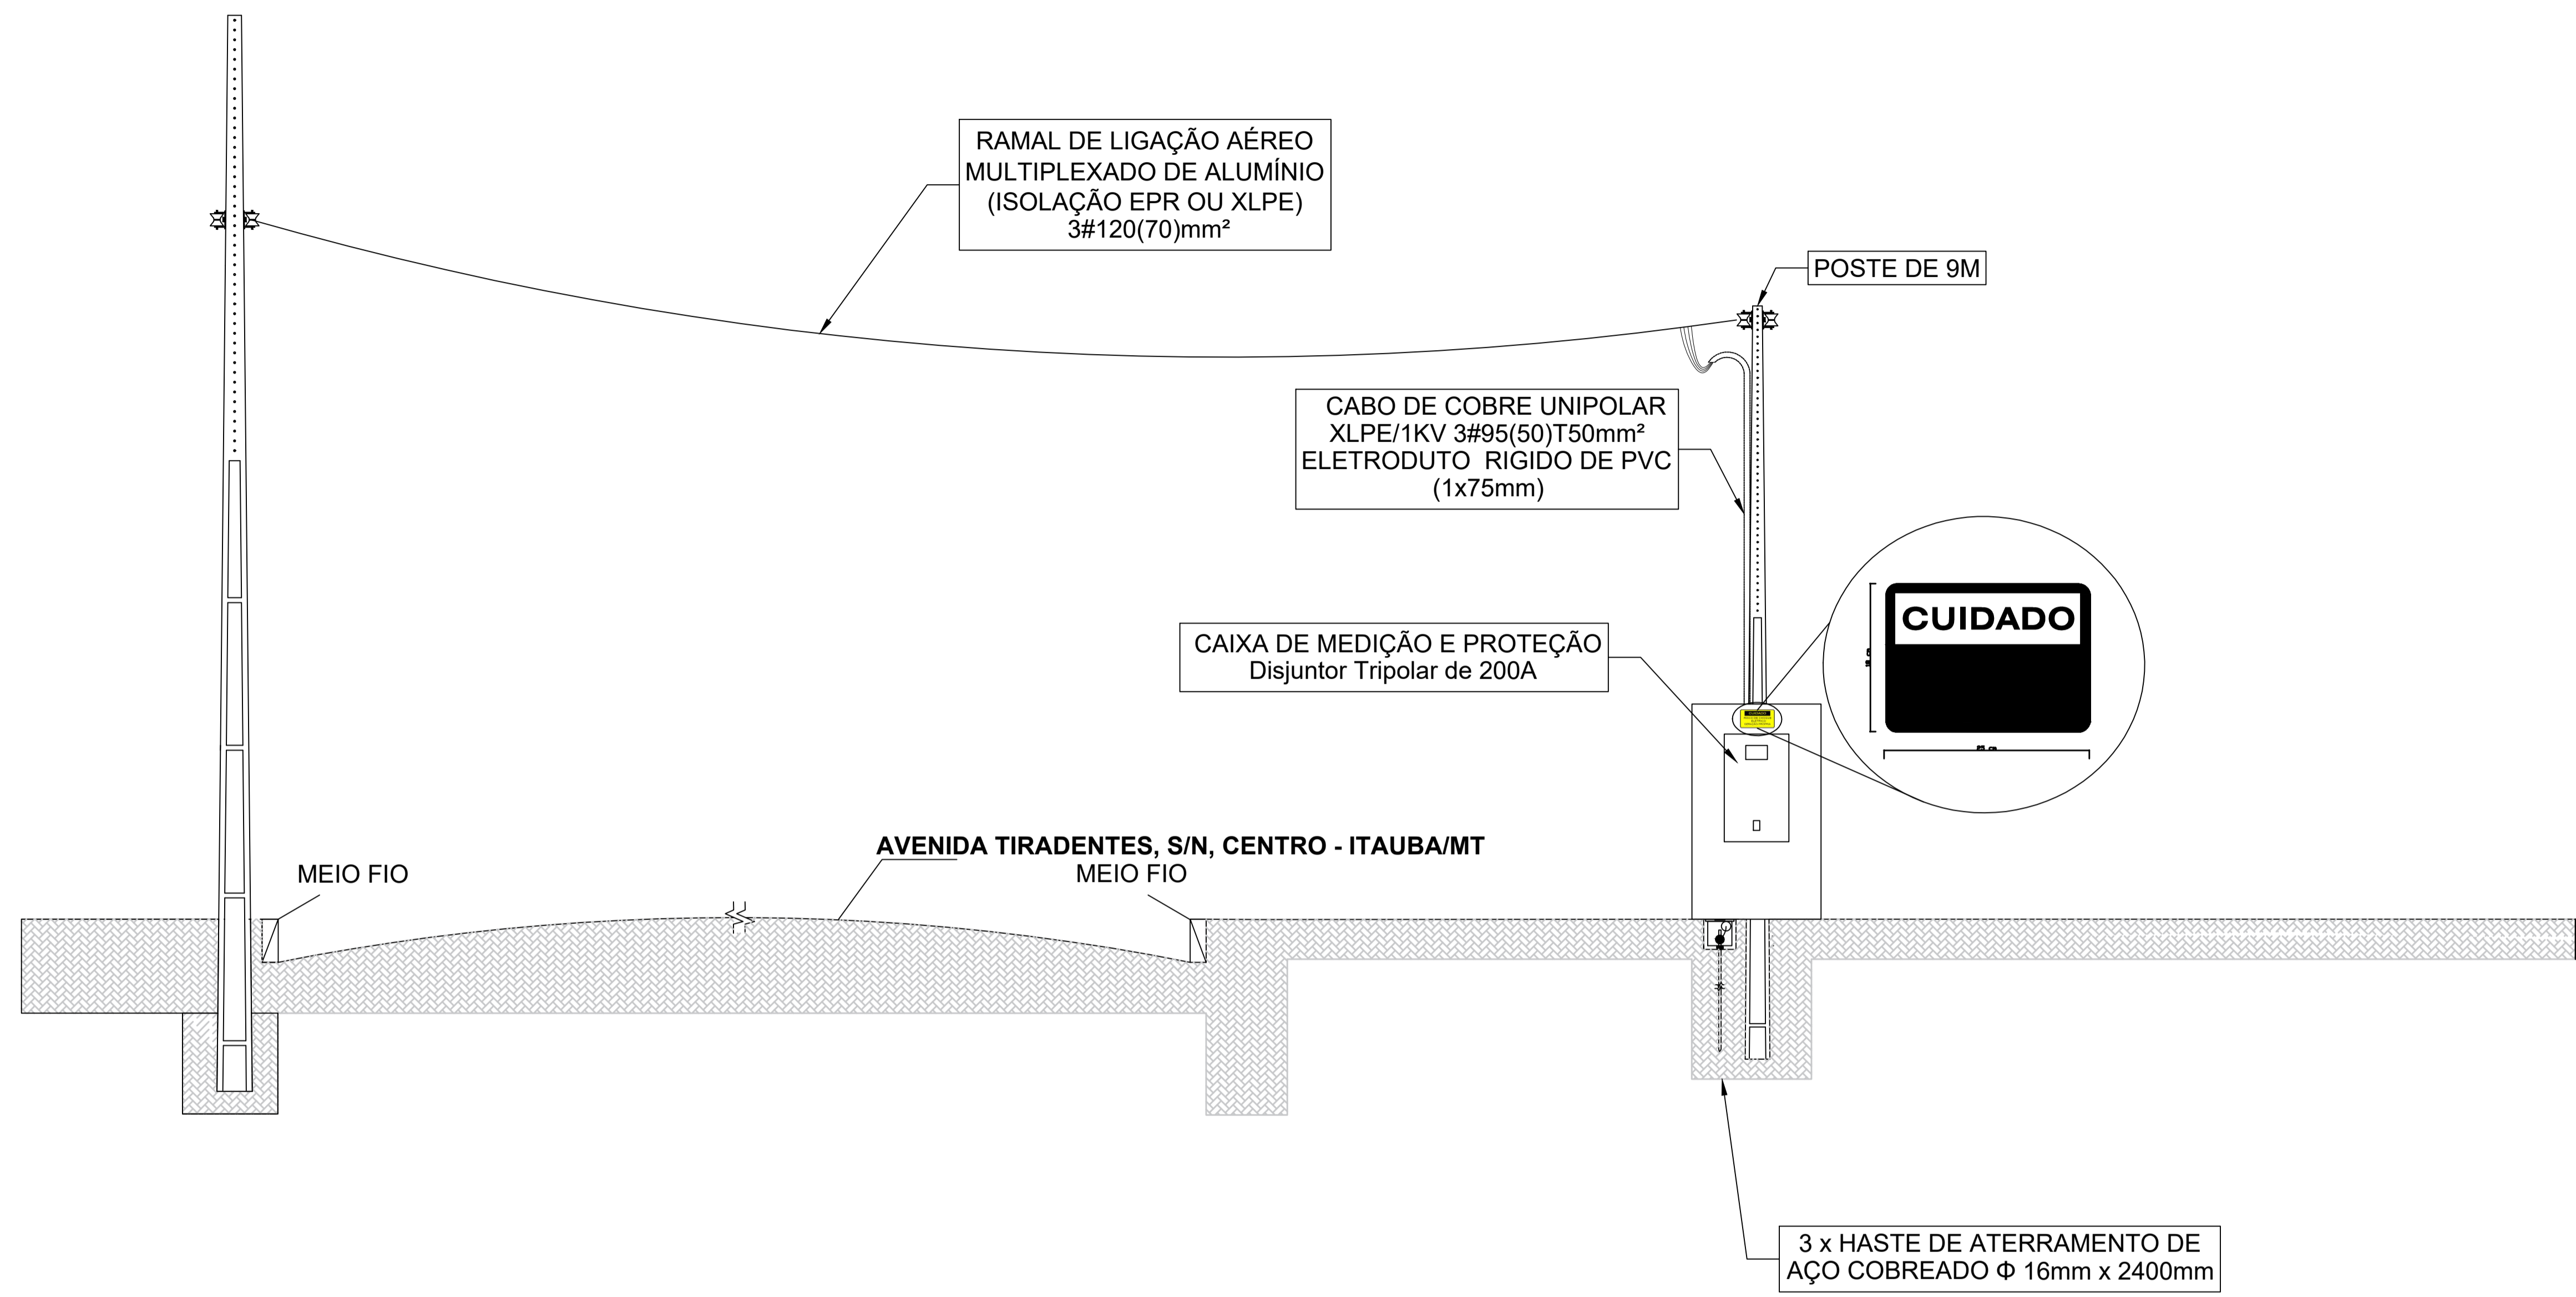 RAMAL DE LIGAÇÃO AÉREO
MULTIPLEXADO DE ALUMÍNIO
(ISOLAÇÃO EPR OU XLPE)
3#120(70)mm²
POSTE DE 9M
CABO DE COBRE UNIPOLAR
XLPE/1KV 3#95(50)T50mm²
ELETRODUTO RIGIDO DE PVC
(1x75mm)
CUIDADO
CAIXA DE MEDIÇÃO E PROTEÇÃO
Disjuntor Tripolar de 200A
AVENIDA TIRADENTES, S/N, CENTRO - ITAUBA/MT
MEIO FIO
MEIO FIO
3 x HASTE DE ATERRAMENTO DE
AÇO COBREADO Φ 16mm x 2400mm